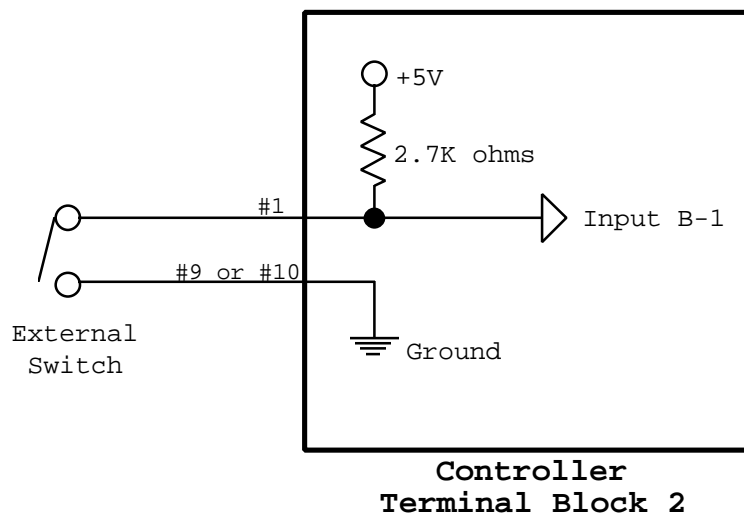 +5V
2.7K ohms
#1
Input B-1
#9 or #10
External
Switch
Ground
Controller
Terminal Block 2